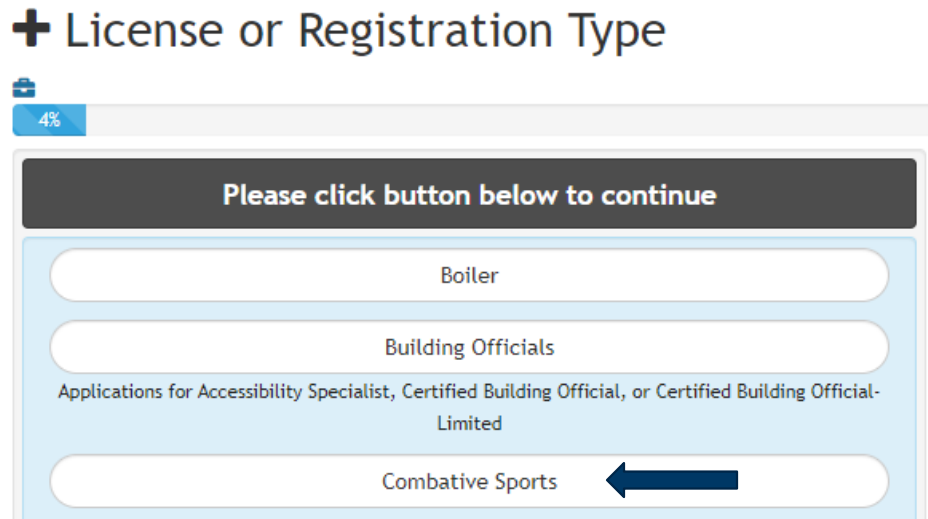 License or Registration Type
4%
Please click button below to continue
Boiler
Building Officials
Applications for Accessibility Specialist, Certified Building Official, or Certified Building Official-
Limited
Combative Sports